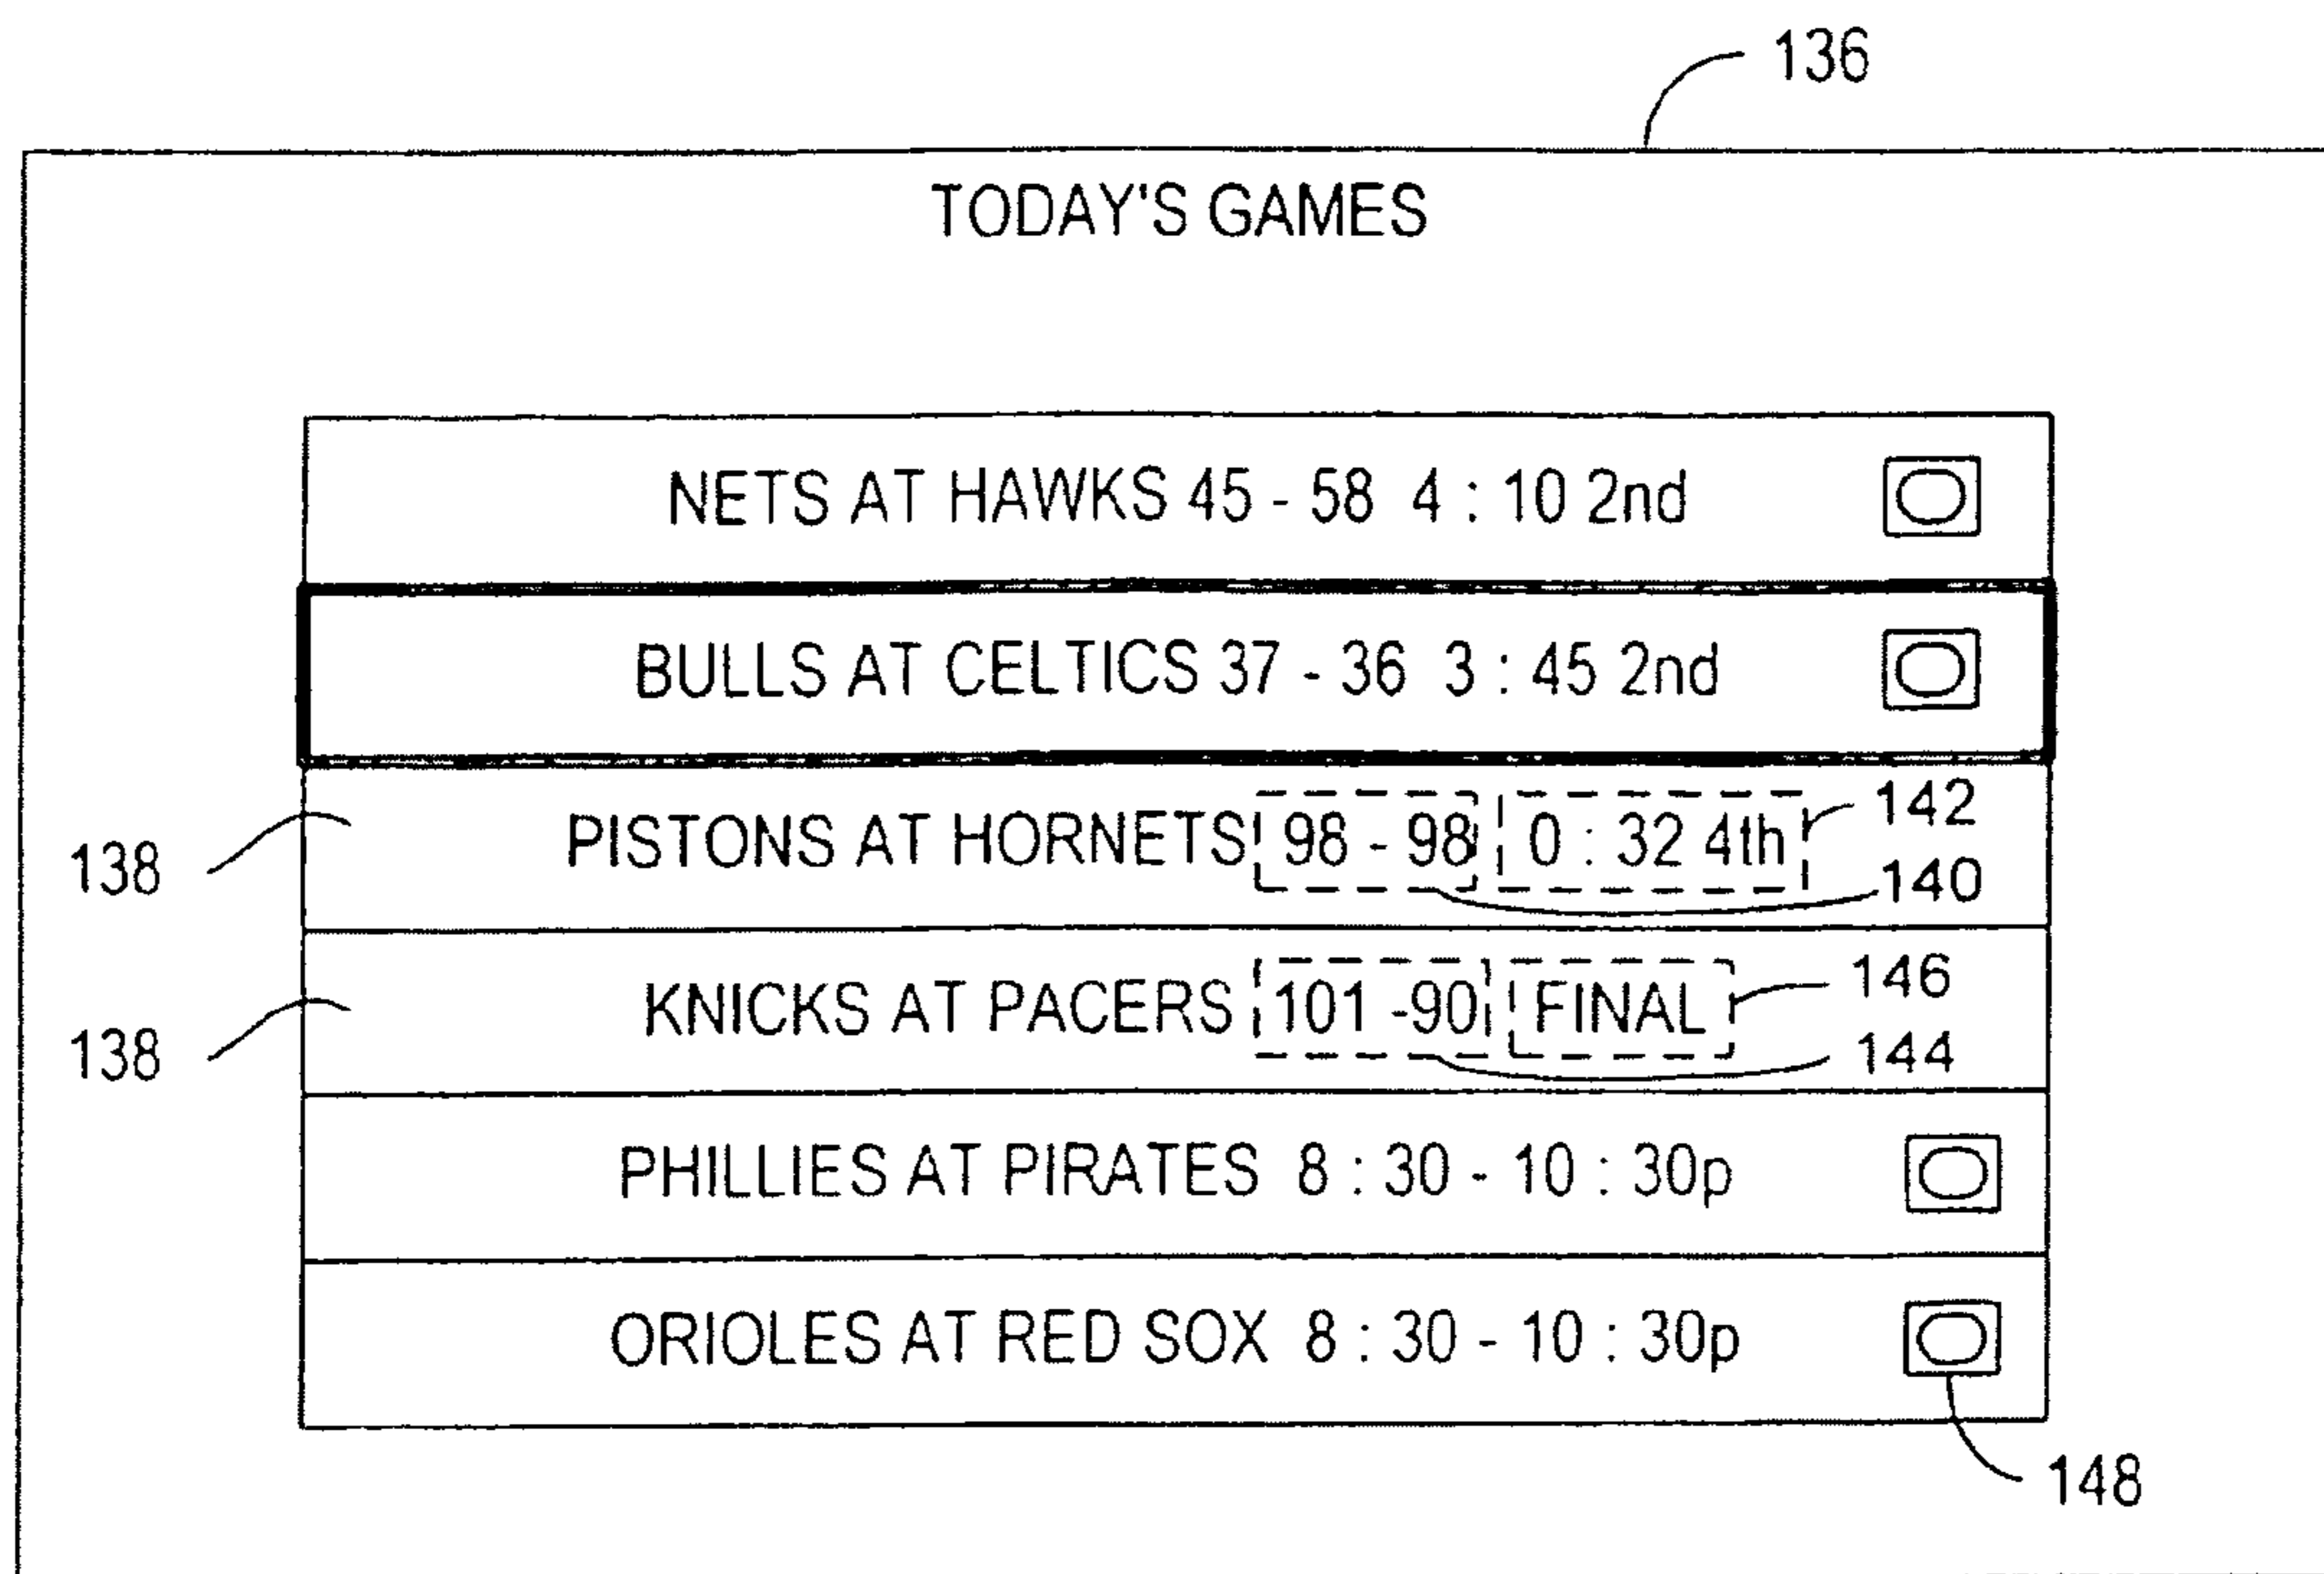 136
TODAY'S GAMES
NETS AT HAWKS 45 - 58 4 : 10 2nd
BULLS AT CELTICS 37 - 36 3 : 45 2nd
142
138 PISTONS AT HORNETS 98 - 98 0 : 32 4th
140
146
138 KNICKS AT PACERS 101 -90 FINAL
144
PHILLIES AT PIRATES 8 : 30 - 10 : 30p
ORIOLES AT RED SOX 8 : 30 - 10 : 30p
148